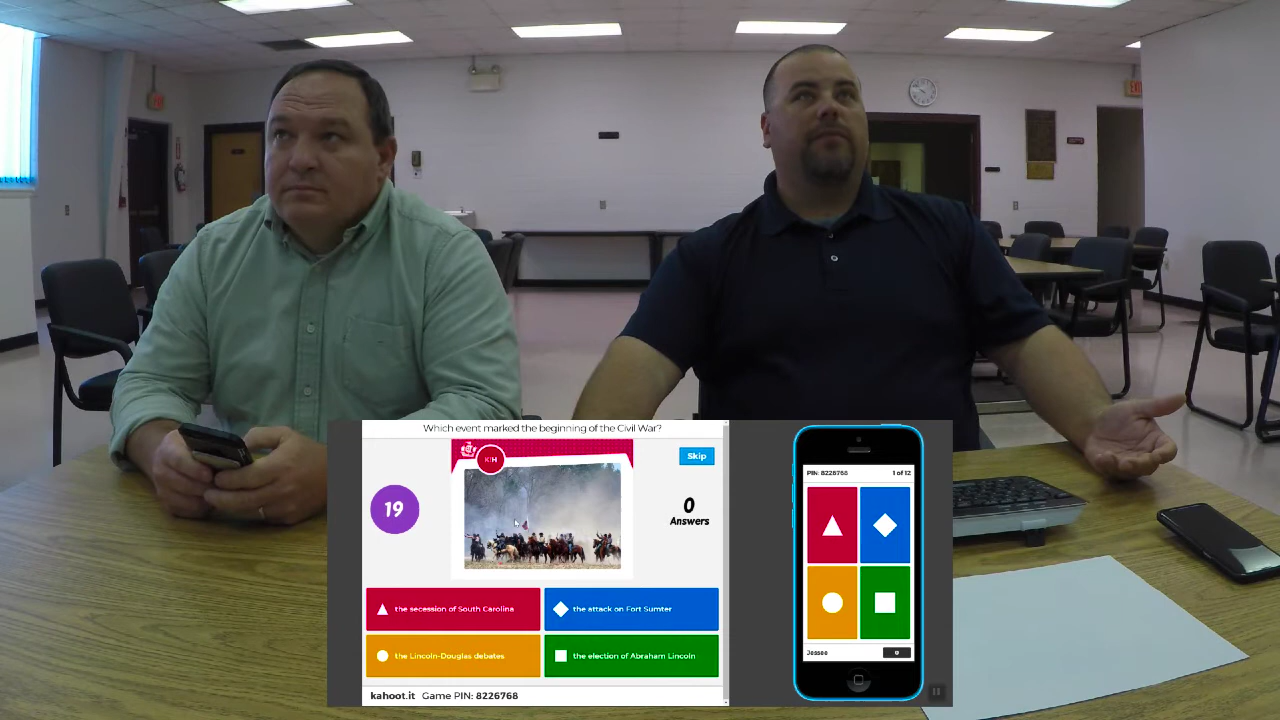 Which event marked the beginning of the Civil War?
K!H
Skip
19
0
Answers
the secession of South Carolina
the attack on Fort Sumter
the Lincoln-Douglas debates
the election of Abraham Lincoln
kahoot.it Game PIN: 8226768
PIN: 8226768 1 of 12
Jessee 0